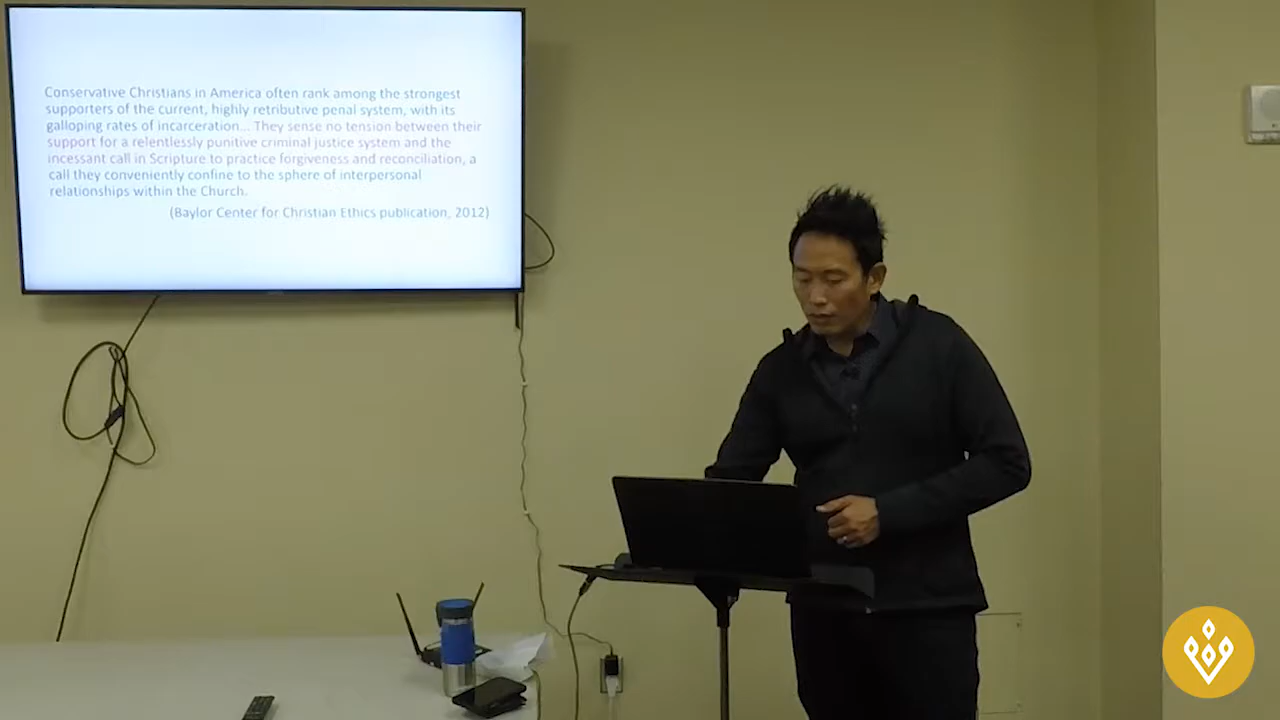 Conservative Christians in America often rank among the strongest
supporters of the current, highly retributive penal system, with its
galloping rates of incarceration... They sense no tension between their
support for a relentlessly punitive criminal justice system and the
incessant call in Scripture to practice forgiveness and reconciliation, a
call they conveniently confine to the sphere of interpersonal
relationships within the Church.
(Baylor Center for Christian Ethics publication, 2012)